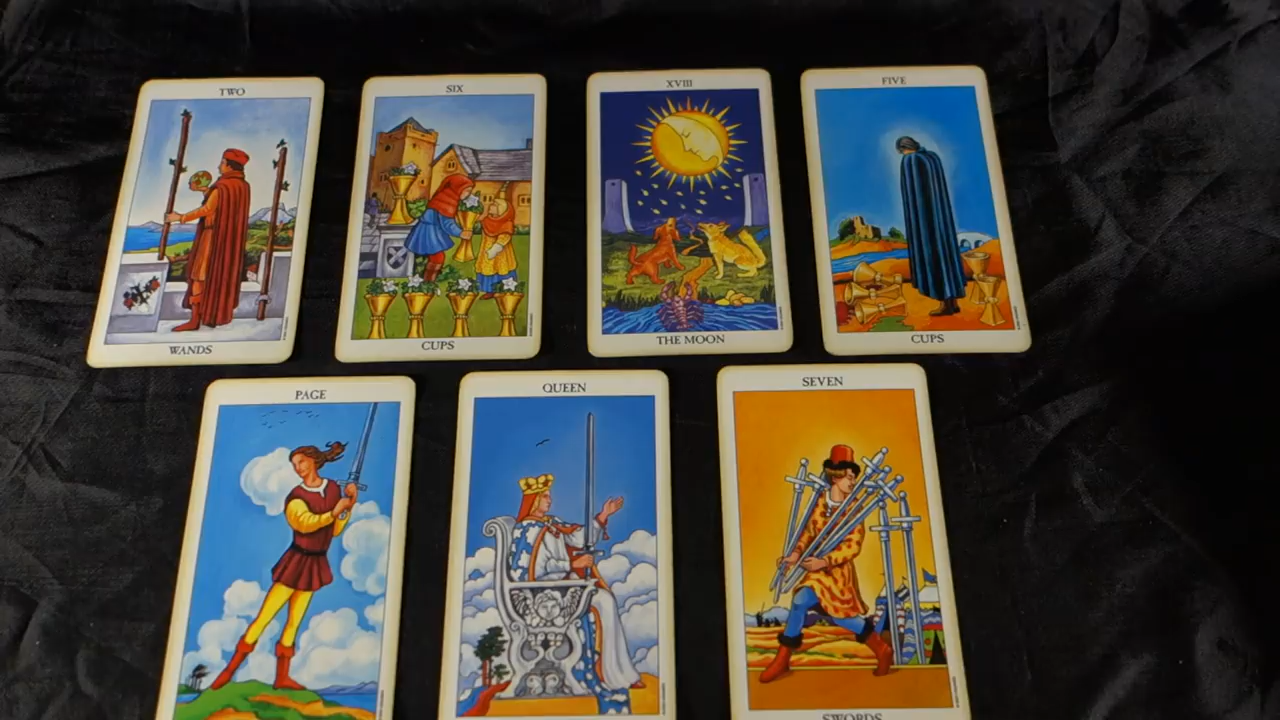 TWO
SIX
XVIII
FIVE
WANDS
CUPS
THE MOON
CUPS
PAGE
QUEEN
SEVEN
SWORDS